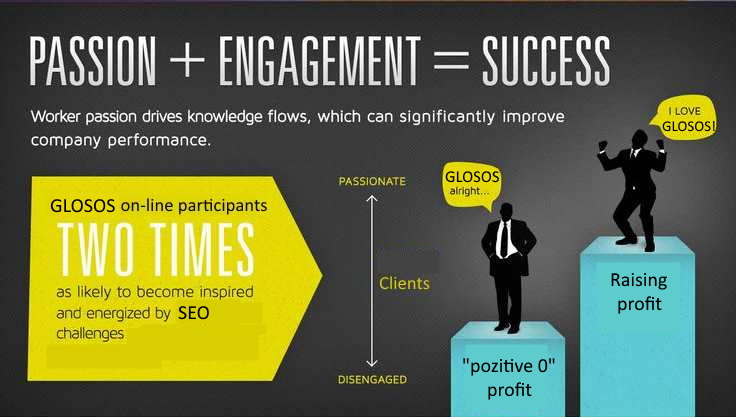 PASSION + ENGAGEMENT = SUCCESS
Worker passion drives knowledge flows, which can significantly improve
company performance.
GLOSOS on-line participants
TWO TIMES
as likely to become inspired
and energized by SEO
challenges
PASSIONATE
Clients
DISENGAGED
GLOSOS
alright...
"pozitive 0"
profit
I LOVE
GLOSOS!
Raising
profit